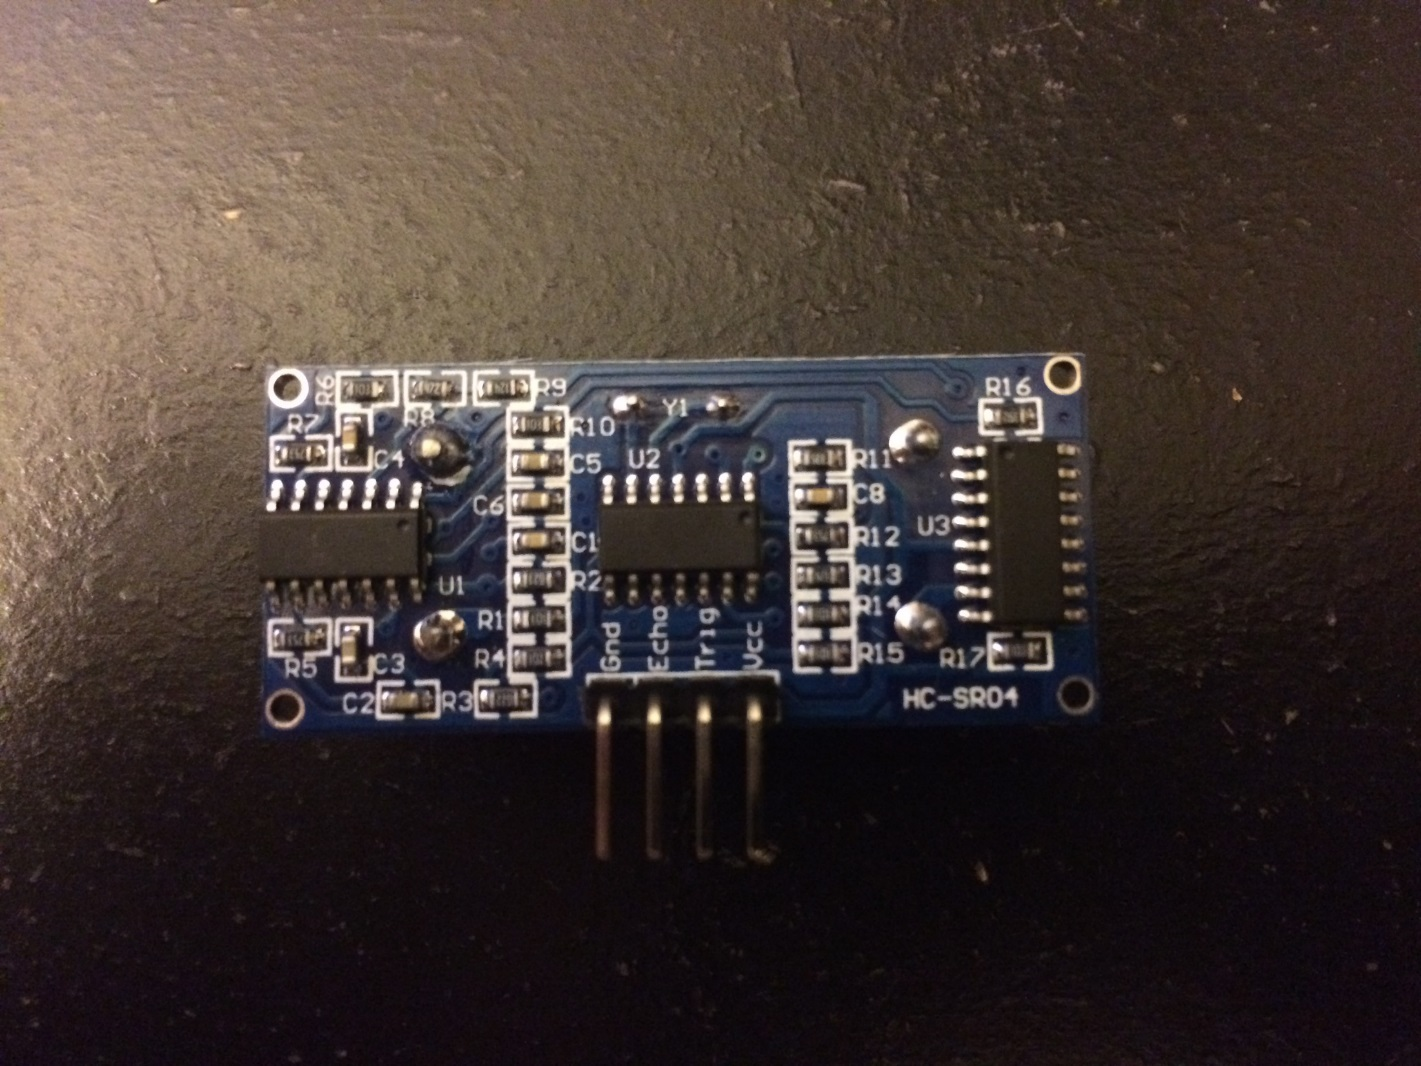 R6
R8
R9
R16
R7
C4
R10
Y1
U2
C5
R11
C6
C8
U3
C1
R12
U1
R2
R13
R1
R14
R5
C3
R4
R15
R17
C2
R3
Gnd
Echo
Trig
Vcc
HC-SR04